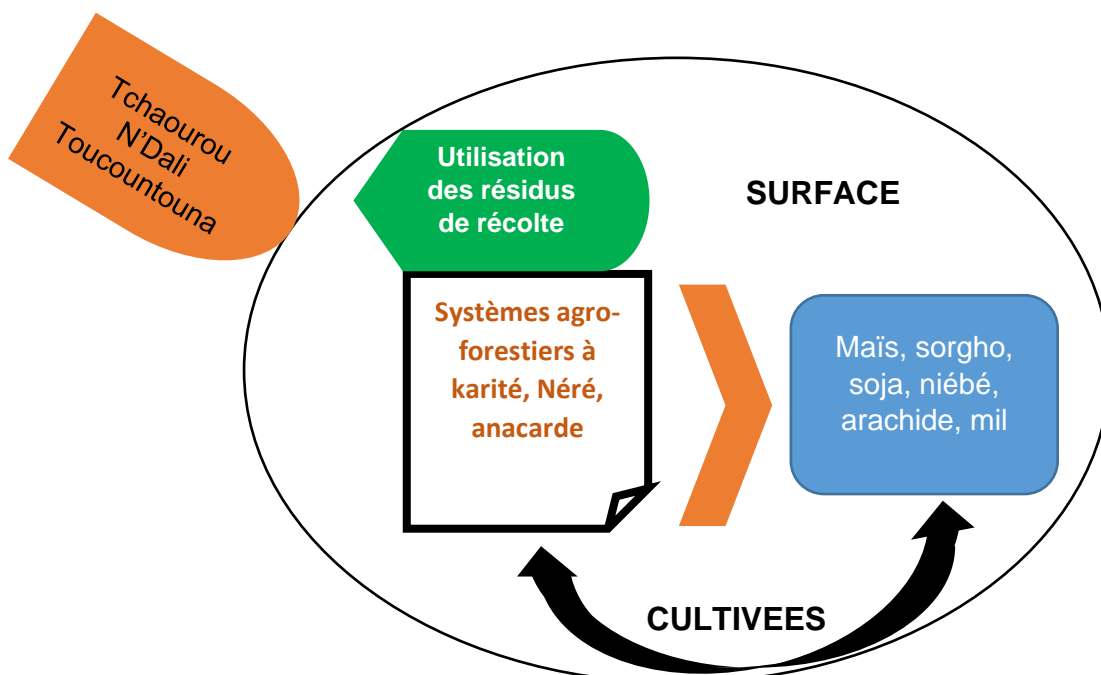 Tchaourou
N'Dali
Toucountouna
Utilisation
des résidus
de récolte
SURFACE
Systèmes agro-
forestiers à
karité, Néré,
anacarde
Maïs, sorgho,
soja, niébé,
arachide, mil
CULTIVEES